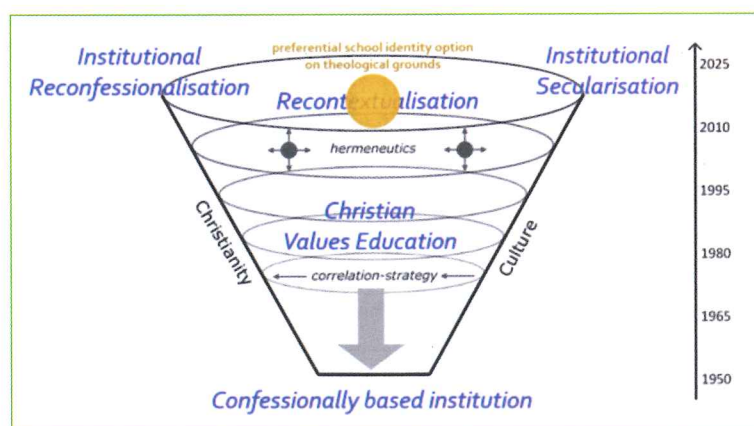 preferential school identity option
on theological grounds
Institutional
Reconfessionalisation
Institutional
Secularisation
Recontextualisation
hermeneutics
Christian
Values Education
correlation-strategy
Christianity
Culture
Confessionally based institution
2025
2010
1995
1980
1965
1950